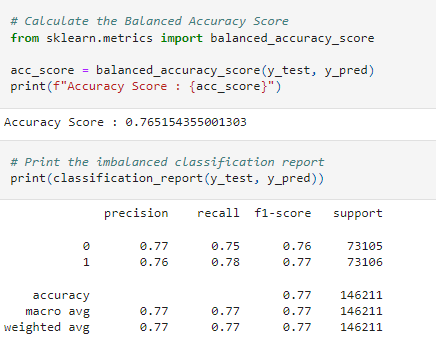 # Calculate the Balanced Accuracy Score
from sklearn.metrics import balanced_accuracy_score
acc_score = balanced_accuracy_score(y_test, y_pred)
print(f"Accuracy Score : {acc_score}")
Accuracy Score : 0.765154355001303
# Print the imbalanced classification report
print(classification_report(y_test, y_pred))
precision recall f1-score support
0 0.77 0.75 0.76 73105
1 0.76 0.78 0.77 73106
accuracy 0.77 146211
macro avg 0.77 0.77 0.77 146211
weighted avg 0.77 0.77 0.77 146211